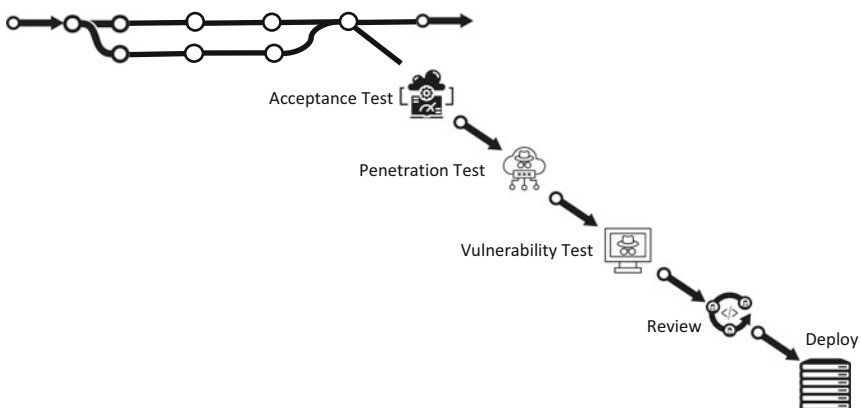 Acceptance Test
Penetration Test
Vulnerability Test
Review
Deploy